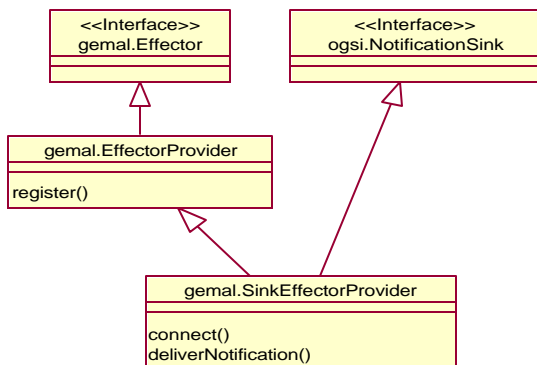 <<Interface>>
gemal.Effector
<<Interface>>
ogsi.NotificationSink
gemal.EffectorProvider
register()
gemal.SinkEffectorProvider
connect()
deliverNotification()